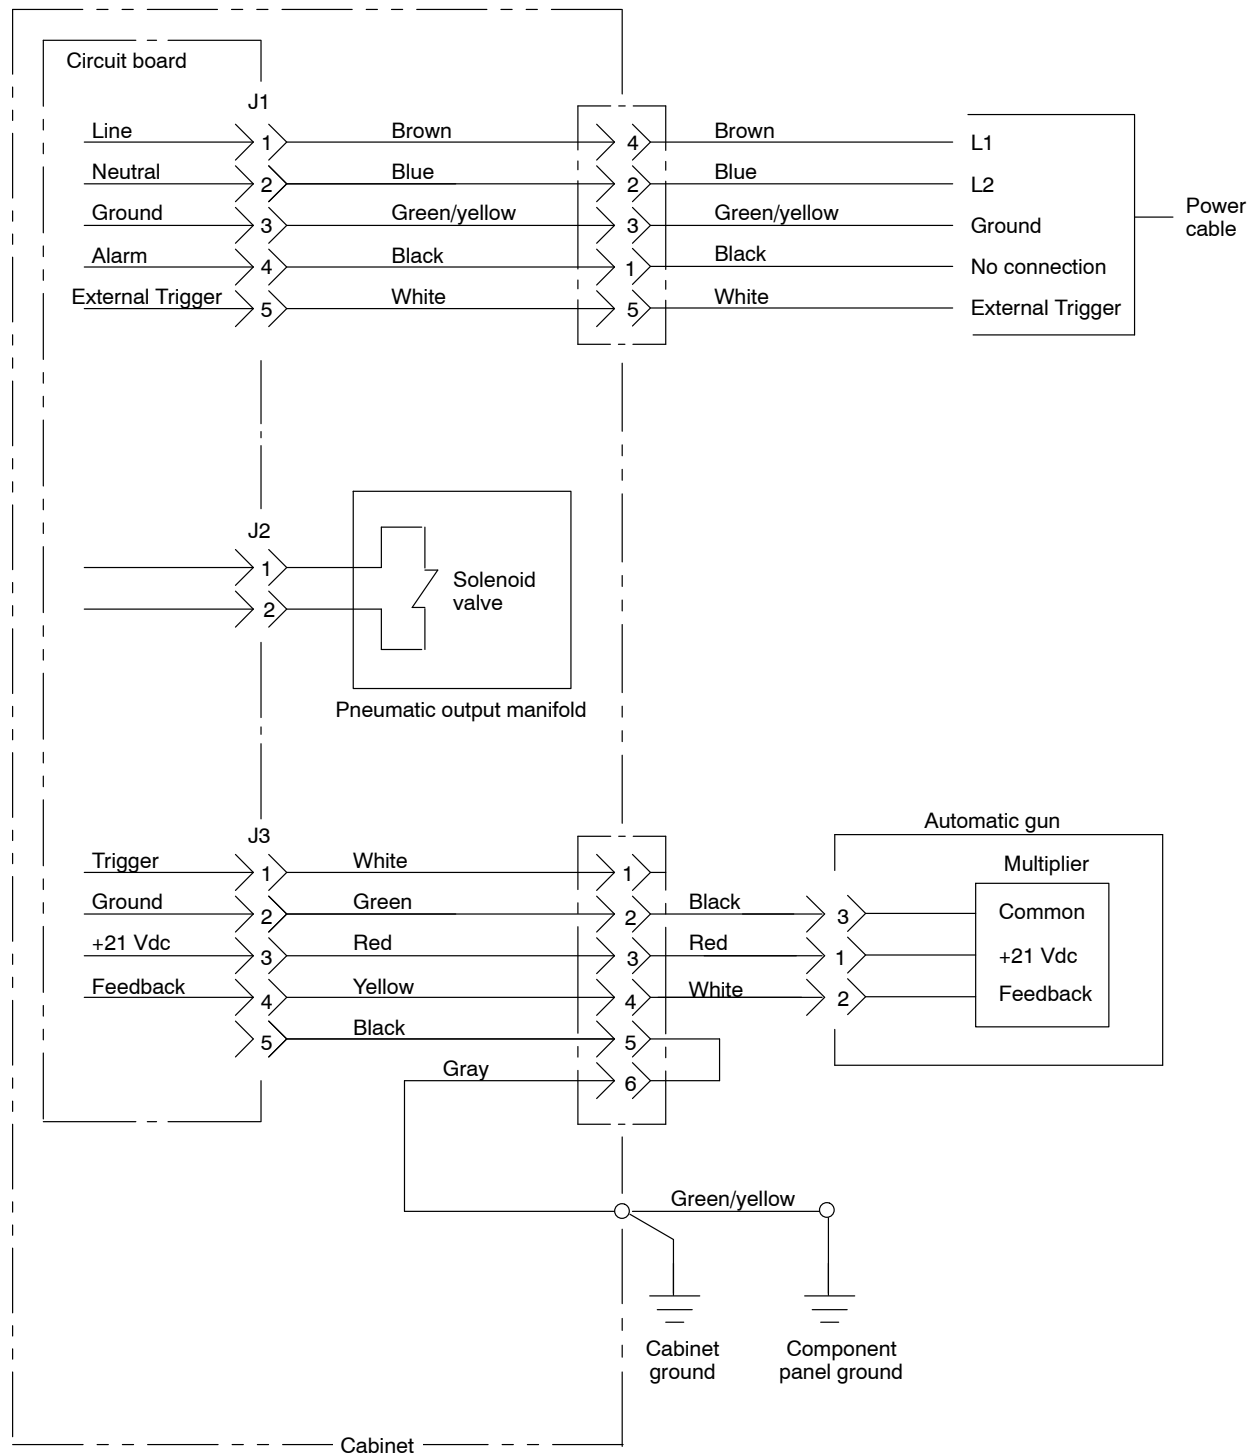 Circuit board
J1
Line 1 Brown 4 Brown L1
Neutral 2 Blue 2 Blue L2
Ground 3 Green/yellow 3 Green/yellow Ground
Alarm 4 Black 1 Black No connection
External Trigger 5 White 5 White External Trigger
Power
cable
J2
1
2
Solenoid
valve
Pneumatic output manifold
J3
Trigger 1 White 1
Ground 2 Green 2 Black 3 Common
+21 Vdc 3 Red 3 Red 1 +21 Vdc
Feedback 4 Yellow 4 White 2 Feedback
5 Black 5
Gray 6
Automatic gun
Multiplier
Green/yellow
Cabinet
ground
Component
panel ground
Cabinet